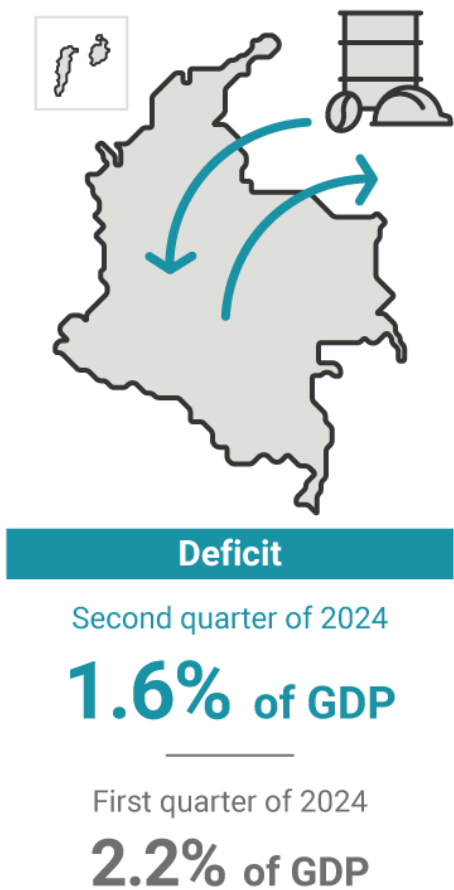 Deficit
Second quarter of 2024
1.6% of GDP
First quarter of 2024
2.2% of GDP